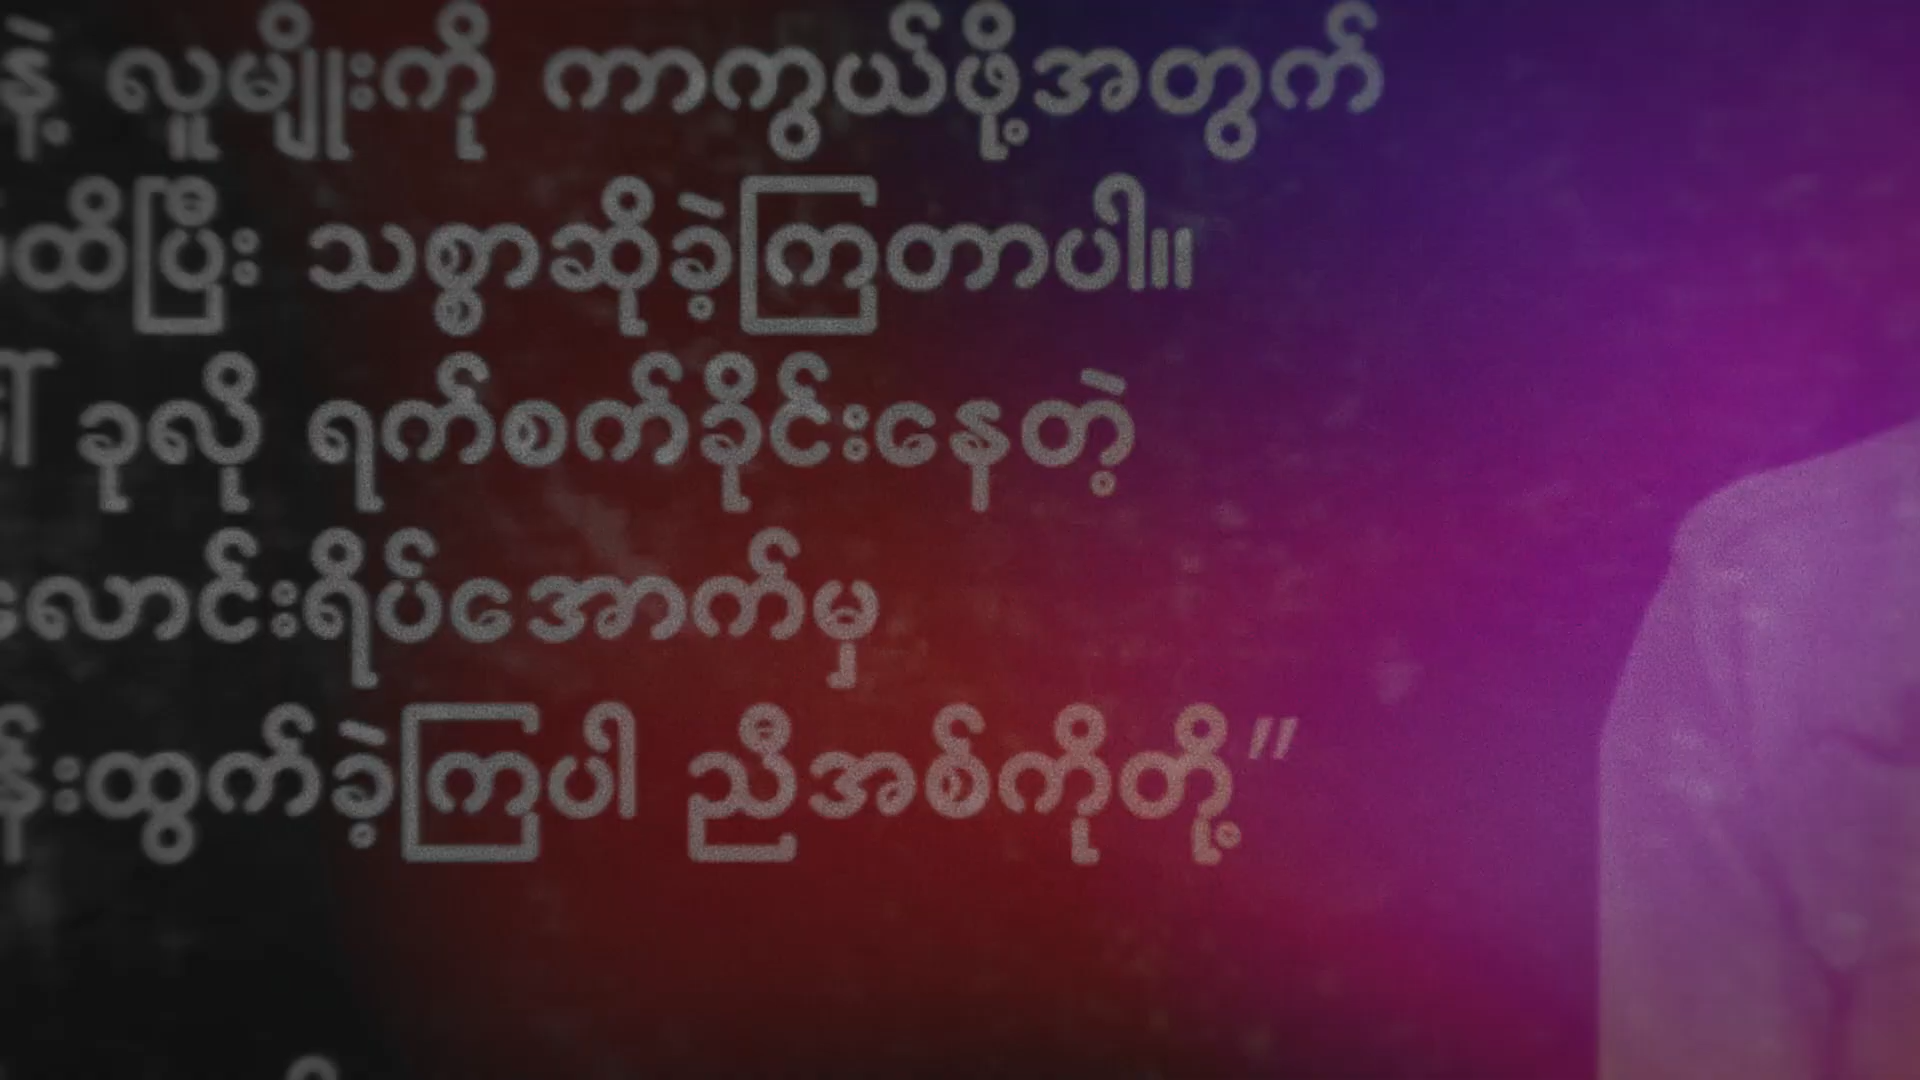 နဲ့ လူမျိုးကို ကာကွယ်ဖို့အတွက်
ထိပြီး သစ္စာဆိုခဲ့ကြတာပါ။
ခုလို ရက်စက်ခိုင်းနေတဲ့
လောင်းရိပ်အောက်မှ
န်းထွက်ခဲ့ကြပါ ညီအစ်ကိုတို့"